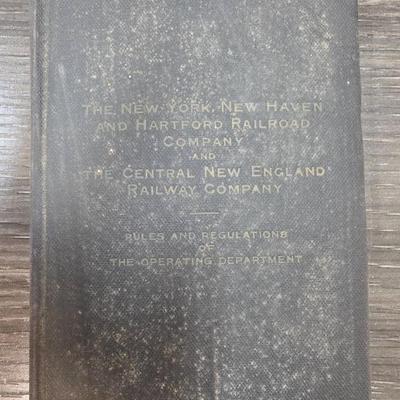 THE NEW YORK, NEW HAVEN
AND HARTFORD RAILROAD
COMPANY
AND
THE CENTRAL NEW ENGLAND
RAILWAY COMPANY
RULES AND REGULATIONS
OF
THE OPERATING DEPARTMENT